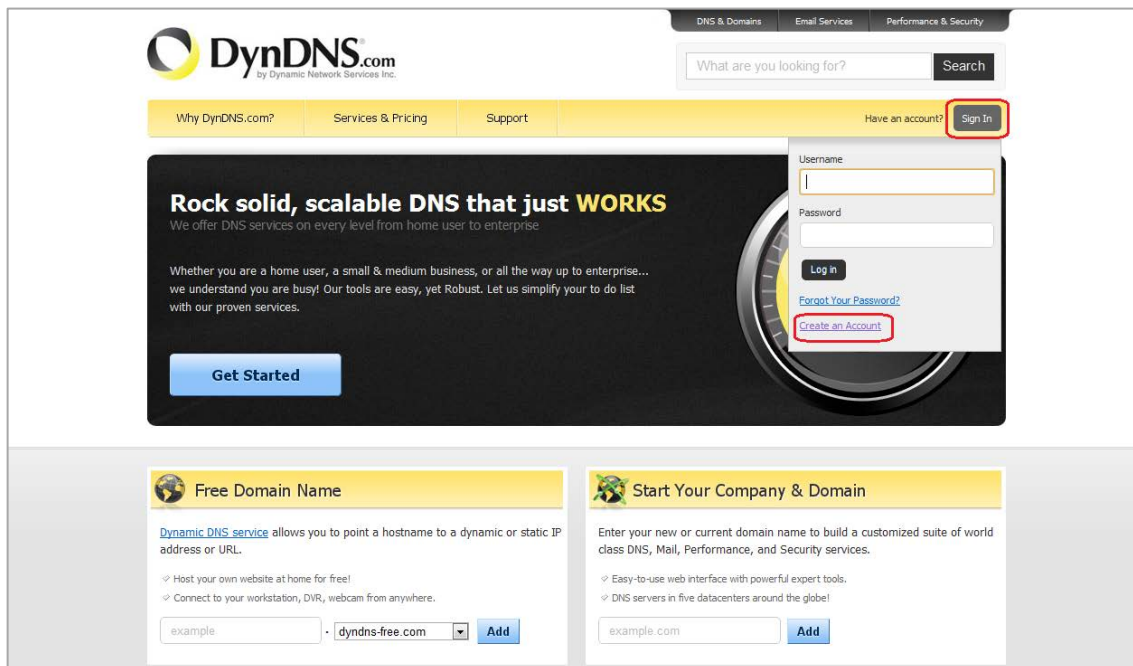 DNS & Domains Email Services Performance & Security
DynDNS.com
by Dynamic Network Services Inc.
What are you looking for? Search
Why DynDNS.com? Services & Pricing Support Have an account? Sign In
Username
Password
Log in
Forgot Your Password?
Create an Account
Rock solid, scalable DNS that just WORKS
We offer DNS services on every level from home user to enterprise
Whether you are a home user, a small & medium business, or all the way up to enterprise...
we understand you are busy! Our tools are easy, yet Robust. Let us simplify your to do list
with our proven services.
Get Started
Free Domain Name
Dynamic DNS service allows you to point a hostname to a dynamic or static IP
address or URL.
Host your own website at home for free!
Connect to your workstation, DVR, webcam from anywhere.
example . dyndns-free.com Add
Start Your Company & Domain
Enter your new or current domain name to build a customized suite of world
class DNS, Mail, Performance, and Security services.
Easy-to-use web interface with powerful expert tools.
DNS servers in five datacenters around the globe!
example.com Add